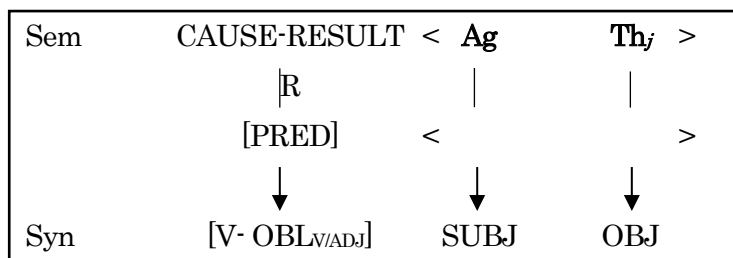 Sem CAUSE-RESULT < Ag Thj >
R
[PRED] < >
Syn [V- OBLV/ADJ] SUBJ OBJ